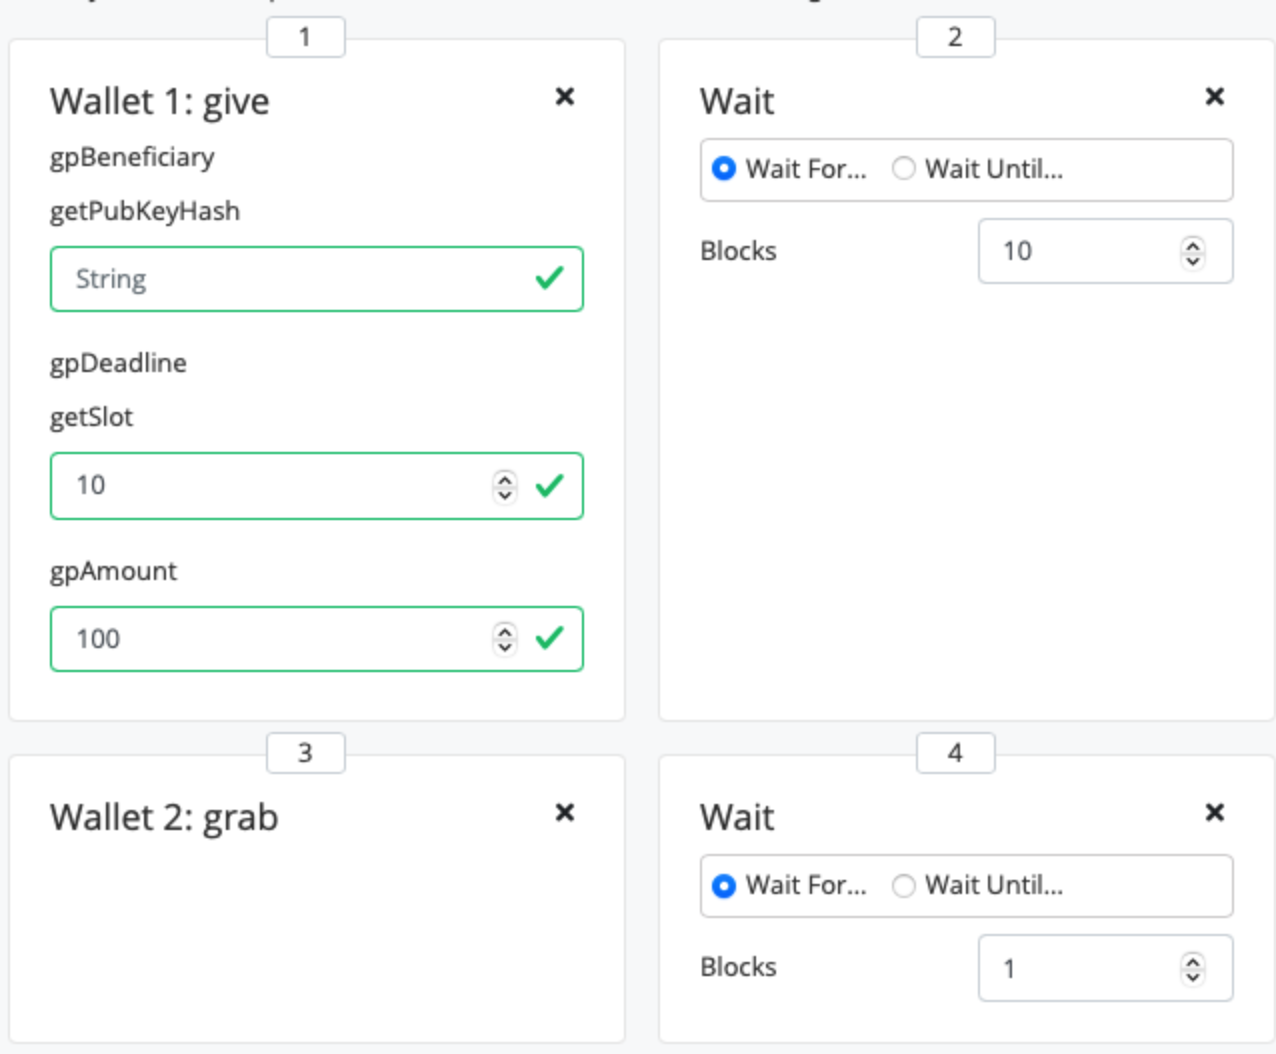 1
Wallet 1: give
gpBeneficiary
getPubKeyHash
String
gpDeadline
getSlot
10
gpAmount
100
2
Wait
Wait For... Wait Until...
Blocks 10
3
Wallet 2: grab
4
Wait
Wait For... Wait Until...
Blocks 1